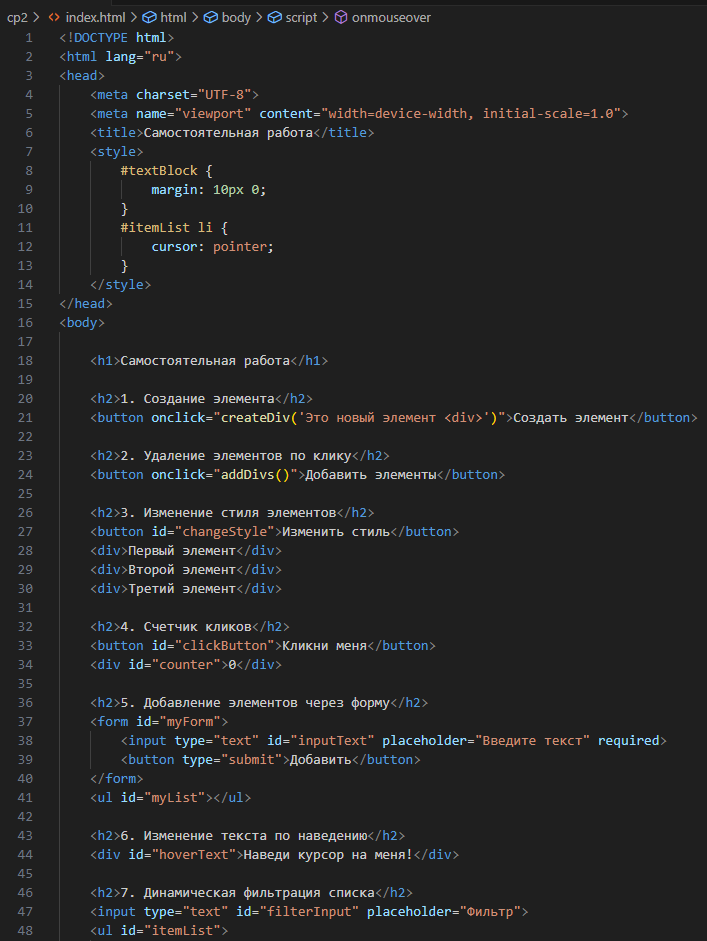 cp2 > index.html > html > body > script > onmouseover
1 <!DOCTYPE html>
2 <html lang="ru">
3 <head>
4     <meta charset="UTF-8">
5     <meta name="viewport" content="width=device-width, initial-scale=1.0">
6     <title>Самостоятельная работа</title>
7     <style>
8         #textBlock {
9             margin: 10px 0;
10         }
11         #itemList li {
12             cursor: pointer;
13         }
14     </style>
15 </head>
16 <body>
17
18     <h1>Самостоятельная работа</h1>
19
20     <h2>1. Создание элемента</h2>
21     <button onclick="createDiv('Это новый элемент <div>')">Создать элемент</button>
22
23     <h2>2. Удаление элементов по клику</h2>
24     <button onclick="addDivs()">Добавить элементы</button>
25
26     <h2>3. Изменение стиля элементов</h2>
27     <button id="changeStyle">Изменить стиль</button>
28     <div>Первый элемент</div>
29     <div>Второй элемент</div>
30     <div>Третий элемент</div>
31
32     <h2>4. Счетчик кликов</h2>
33     <button id="clickButton">Кликни меня</button>
34     <div id="counter">0</div>
35
36     <h2>5. Добавление элементов через форму</h2>
37     <form id="myForm">
38         <input type="text" id="inputText" placeholder="Введите текст" required>
39         <button type="submit">Добавить</button>
40     </form>
41     <ul id="myList"></ul>
42
43     <h2>6. Изменение текста по наведению</h2>
44     <div id="hoverText">Наведи курсор на меня!</div>
45
46     <h2>7. Динамическая фильтрация списка</h2>
47     <input type="text" id="filterInput" placeholder="Фильтр">
48     <ul id="itemList">